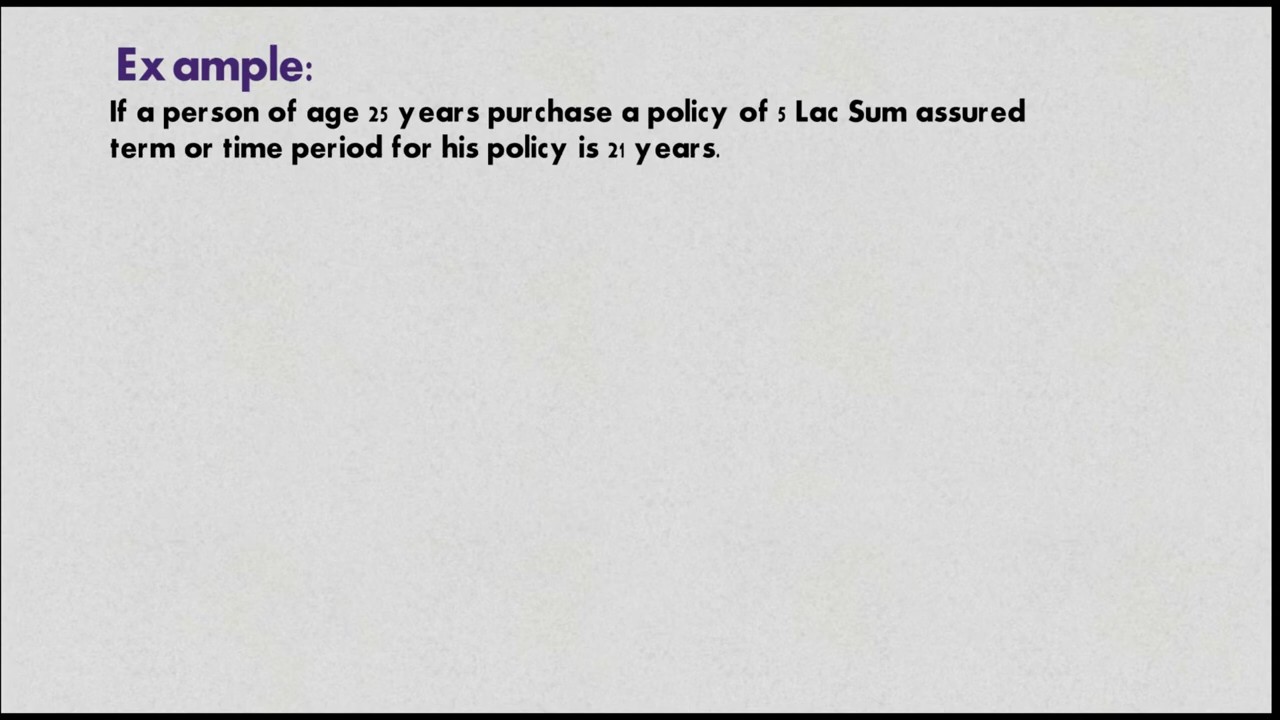 Example:
If a person of age 25 years purchase a policy of 5 Lac Sum assured
term or time period for his policy is 21 years.